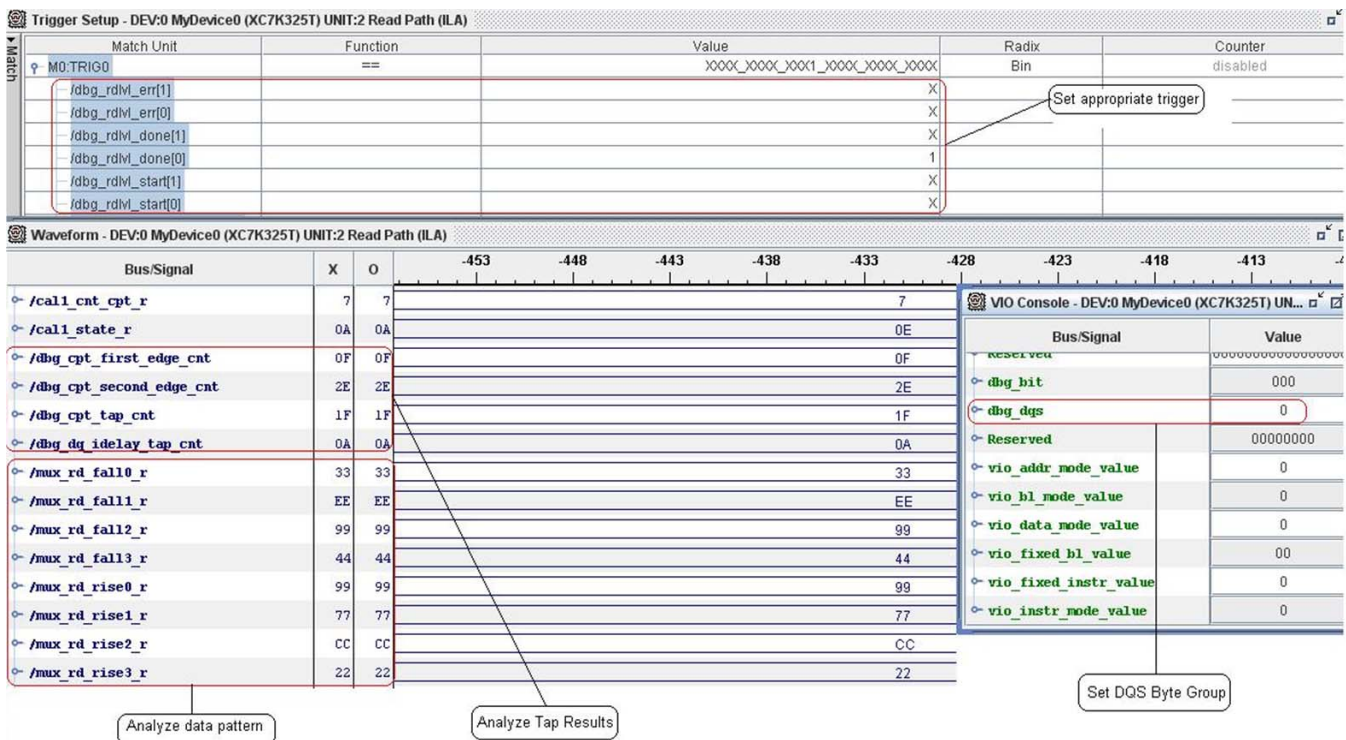 Trigger Setup - DEV:0 MyDevice0 (XC7K325T) UNIT:2 Read Path (ILA)
Match
Match Unit Function Value Radix Counter
M0:TRIG0 == XXXX_XXXX_XXX1_XXXX_XXXX_XXXX Bin disabled
/dbg_rdlvl_err[1] X
/dbg_rdlvl_err[0] X
/dbg_rdlvl_done[1] X
/dbg_rdlvl_done[0] 1
/dbg_rdlvl_start[1] X
/dbg_rdlvl_start[0] X
Set appropriate trigger
Waveform - DEV:0 MyDevice0 (XC7K325T) UNIT:2 Read Path (ILA)
Bus/Signal X O -453 -448 -443 -438 -433 -428 -423 -418 -413
/cal1_cnt_cpt_r 7 7 7
/cal1_state_r 0A 0A 0E
/dbg_cpt_first_edge_cnt 0F 0F 0F
/dbg_cpt_second_edge_cnt 2E 2E 2E
/dbg_cpt_tap_cnt 1F 1F 1F
/dbg_dq_idelay_tap_cnt 0A 0A 0A
/mux_rd_fall0_r 33 33 33
/mux_rd_fall1_r EE EE EE
/mux_rd_fall2_r 99 99 99
/mux_rd_fall3_r 44 44 44
/mux_rd_rise0_r 99 99 99
/mux_rd_rise1_r 77 77 77
/mux_rd_rise2_r CC CC CC
/mux_rd_rise3_r 22 22 22
VIO Console - DEV:0 MyDevice0 (XC7K325T) UN...
Bus/Signal Value
Reserved
dbg_bit 000
dbg_dqs 0
Reserved 00000000
vio_addr_mode_value 0
vio_bl_mode_value 0
vio_data_mode_value 0
vio_fixed_bl_value 00
vio_fixed_instr_value 0
vio_instr_mode_value 0
Analyze data pattern
Analyze Tap Results
Set DQS Byte Group